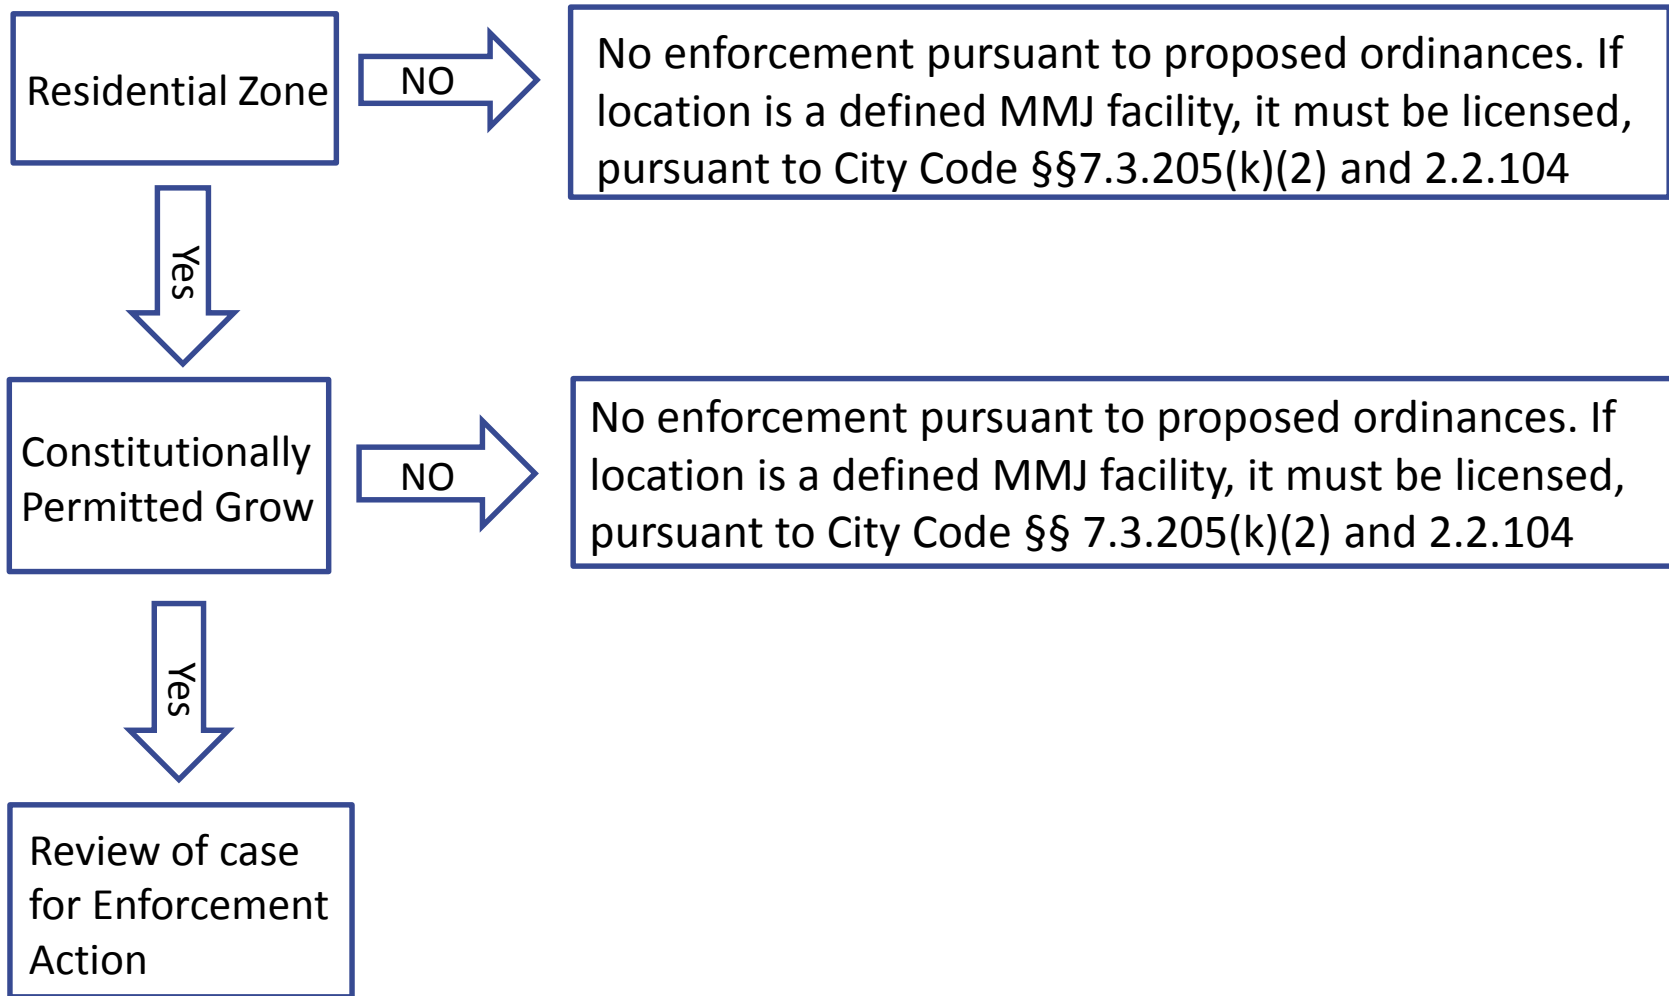 Residential Zone
NO
No enforcement pursuant to proposed ordinances. If
location is a defined MMJ facility, it must be licensed,
pursuant to City Code §§7.3.205(k)(2) and 2.2.104
Yes
Constitutionally
Permitted Grow
NO
No enforcement pursuant to proposed ordinances. If
location is a defined MMJ facility, it must be licensed,
pursuant to City Code §§ 7.3.205(k)(2) and 2.2.104
Yes
Review of case
for Enforcement
Action